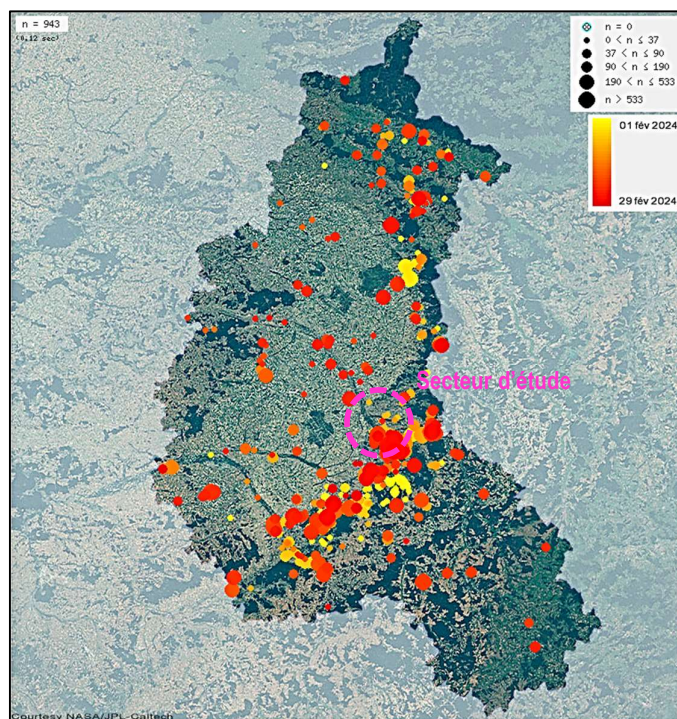 n = 943
(0.12 sec)
n = 0
0 < n ≤ 37
37 < n ≤ 90
90 < n ≤ 190
190 < n ≤ 533
n > 533
01 fév 2024
29 fév 2024
Secteur d'étude
Courtesy NASA/JPL-Caltech